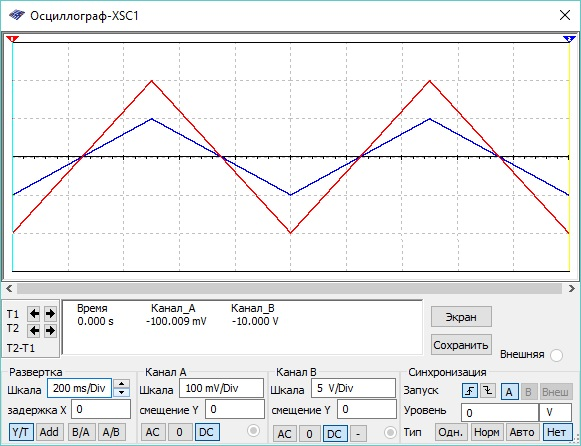 Осциллограф-XSC1
1
2
T1
T2
T2-T1
Время Канал_A Канал_B
0.000 s -100.009 mV -10.000 V
Экран
Сохранить
Внешняя
Развертка
Шкала 200 ms/Div
задержка X 0
Y/T Add B/A A/B
Канал A
Шкала 100 mV/Div
смещение Y 0
AC 0 DC
Канал B
Шкала 5 V/Div
смещение Y 0
AC 0 DC -
Синхронизация
Запуск A B Внеш
Уровень 0 V
Тип Одн. Норм Авто Нет